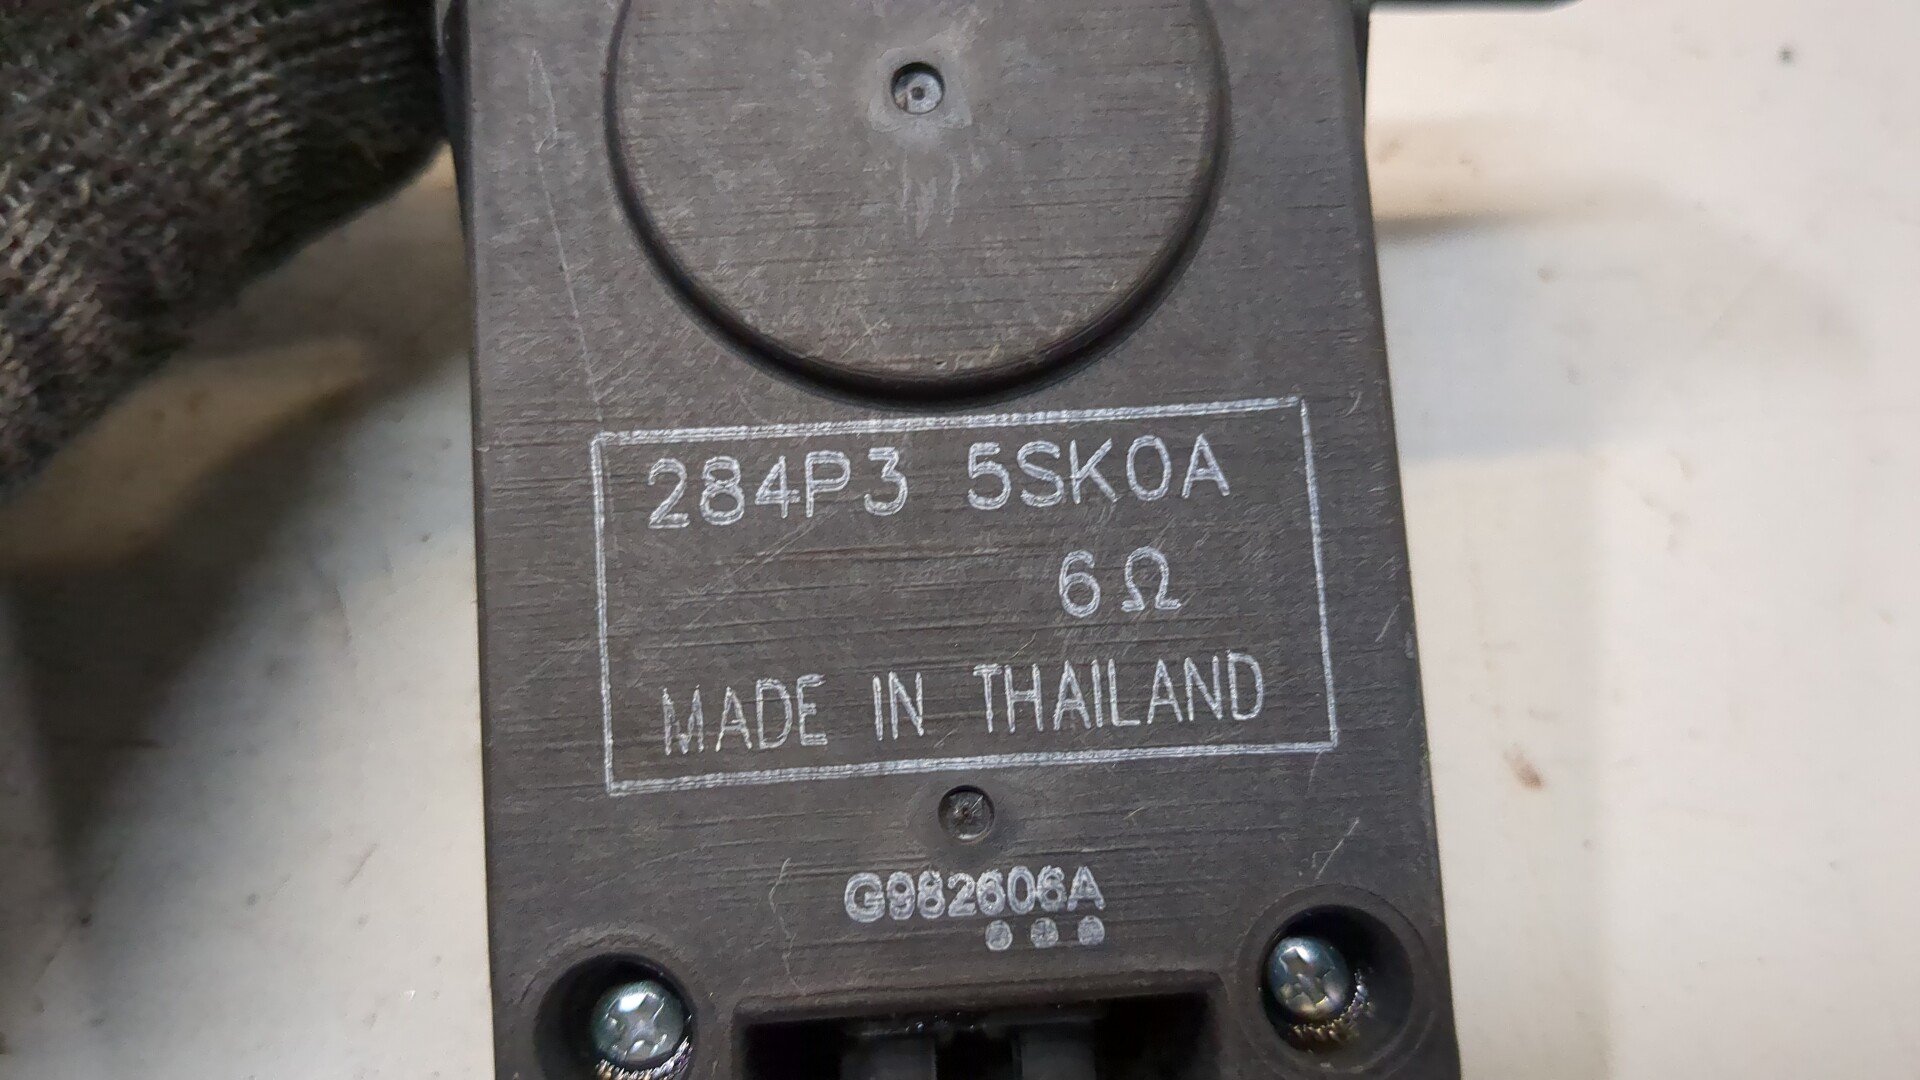 284P3 5SK0A
6Ω
MADE IN THAILAND
G982606A